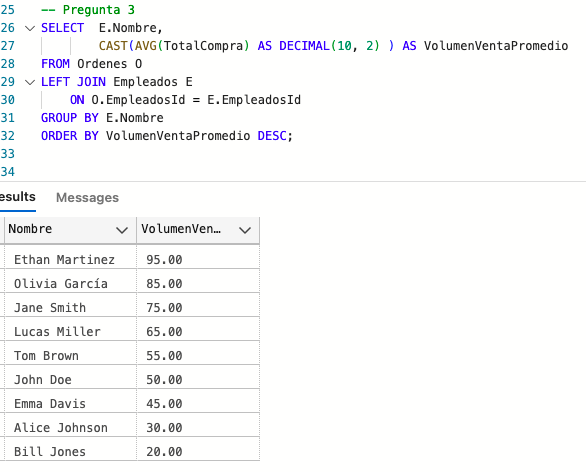 25 -- Pregunta 3
26 SELECT E.Nombre,
27 CAST(AVG(TotalCompra) AS DECIMAL(10, 2) ) AS VolumenVentaPromedio
28 FROM Ordenes O
29 LEFT JOIN Empleados E
30 ON O.EmpleadosId = E.EmpleadosId
31 GROUP BY E.Nombre
32 ORDER BY VolumenVentaPromedio DESC;
33
34
esults Messages
Nombre VolumenVen...
Ethan Martinez 95.00
Olivia García 85.00
Jane Smith 75.00
Lucas Miller 65.00
Tom Brown 55.00
John Doe 50.00
Emma Davis 45.00
Alice Johnson 30.00
Bill Jones 20.00